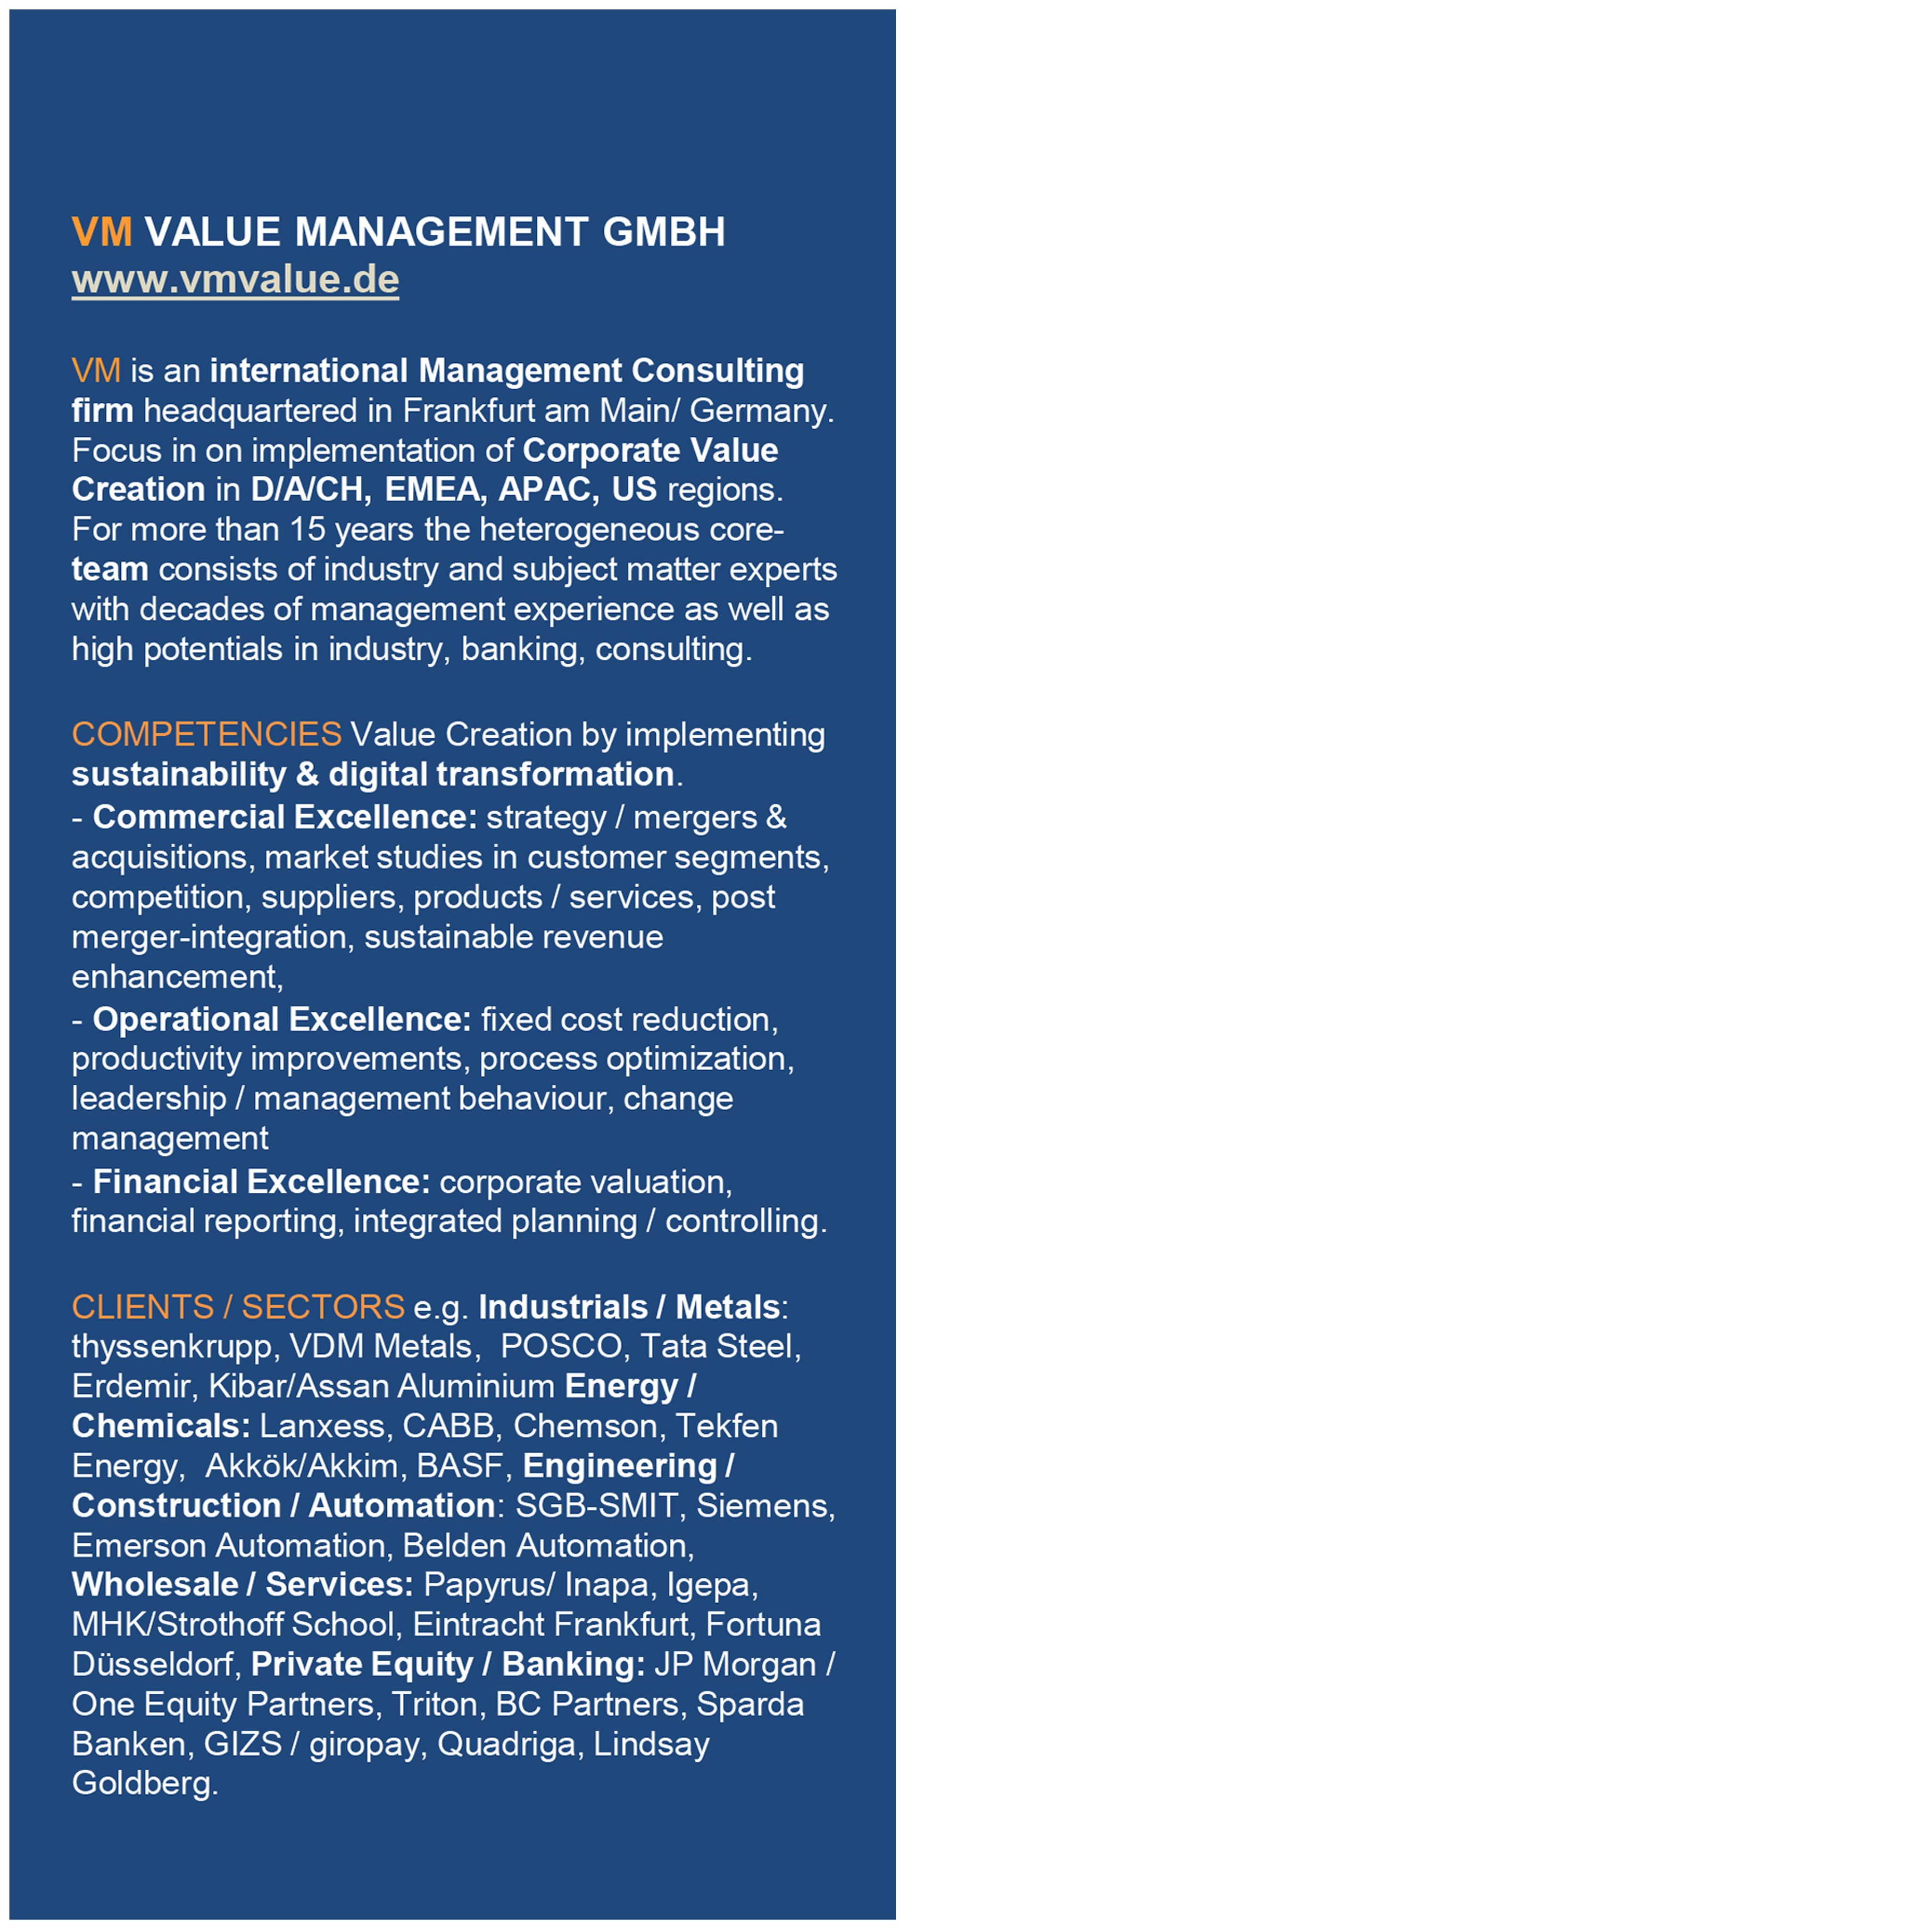 VM VALUE MANAGEMENT GMBH
www.vmvalue.de
VM is an international Management Consulting
firm headquartered in Frankfurt am Main/ Germany.
Focus in on implementation of Corporate Value
Creation in D/A/CH, EMEA, APAC, US regions.
For more than 15 years the heterogeneous core-
team consists of industry and subject matter experts
with decades of management experience as well as
high potentials in industry, banking, consulting.
COMPETENCIES Value Creation by implementing
sustainability & digital transformation.
- Commercial Excellence: strategy / mergers &
acquisitions, market studies in customer segments,
competition, suppliers, products / services, post
merger-integration, sustainable revenue
enhancement,
- Operational Excellence: fixed cost reduction,
productivity improvements, process optimization,
leadership / management behaviour, change
management
- Financial Excellence: corporate valuation,
financial reporting, integrated planning / controlling.
CLIENTS / SECTORS e.g. Industrials / Metals:
thyssenkrupp, VDM Metals,  POSCO, Tata Steel,
Erdemir, Kibar/Assan Aluminium Energy /
Chemicals: Lanxess, CABB, Chemson, Tekfen
Energy,  Akkök/Akkim, BASF, Engineering /
Construction / Automation: SGB-SMIT, Siemens,
Emerson Automation, Belden Automation,
Wholesale / Services: Papyrus/ Inapa, Igepa,
MHK/Strothoff School, Eintracht Frankfurt, Fortuna
Düsseldorf, Private Equity / Banking: JP Morgan /
One Equity Partners, Triton, BC Partners, Sparda
Banken, GIZS / giropay, Quadriga, Lindsay
Goldberg.